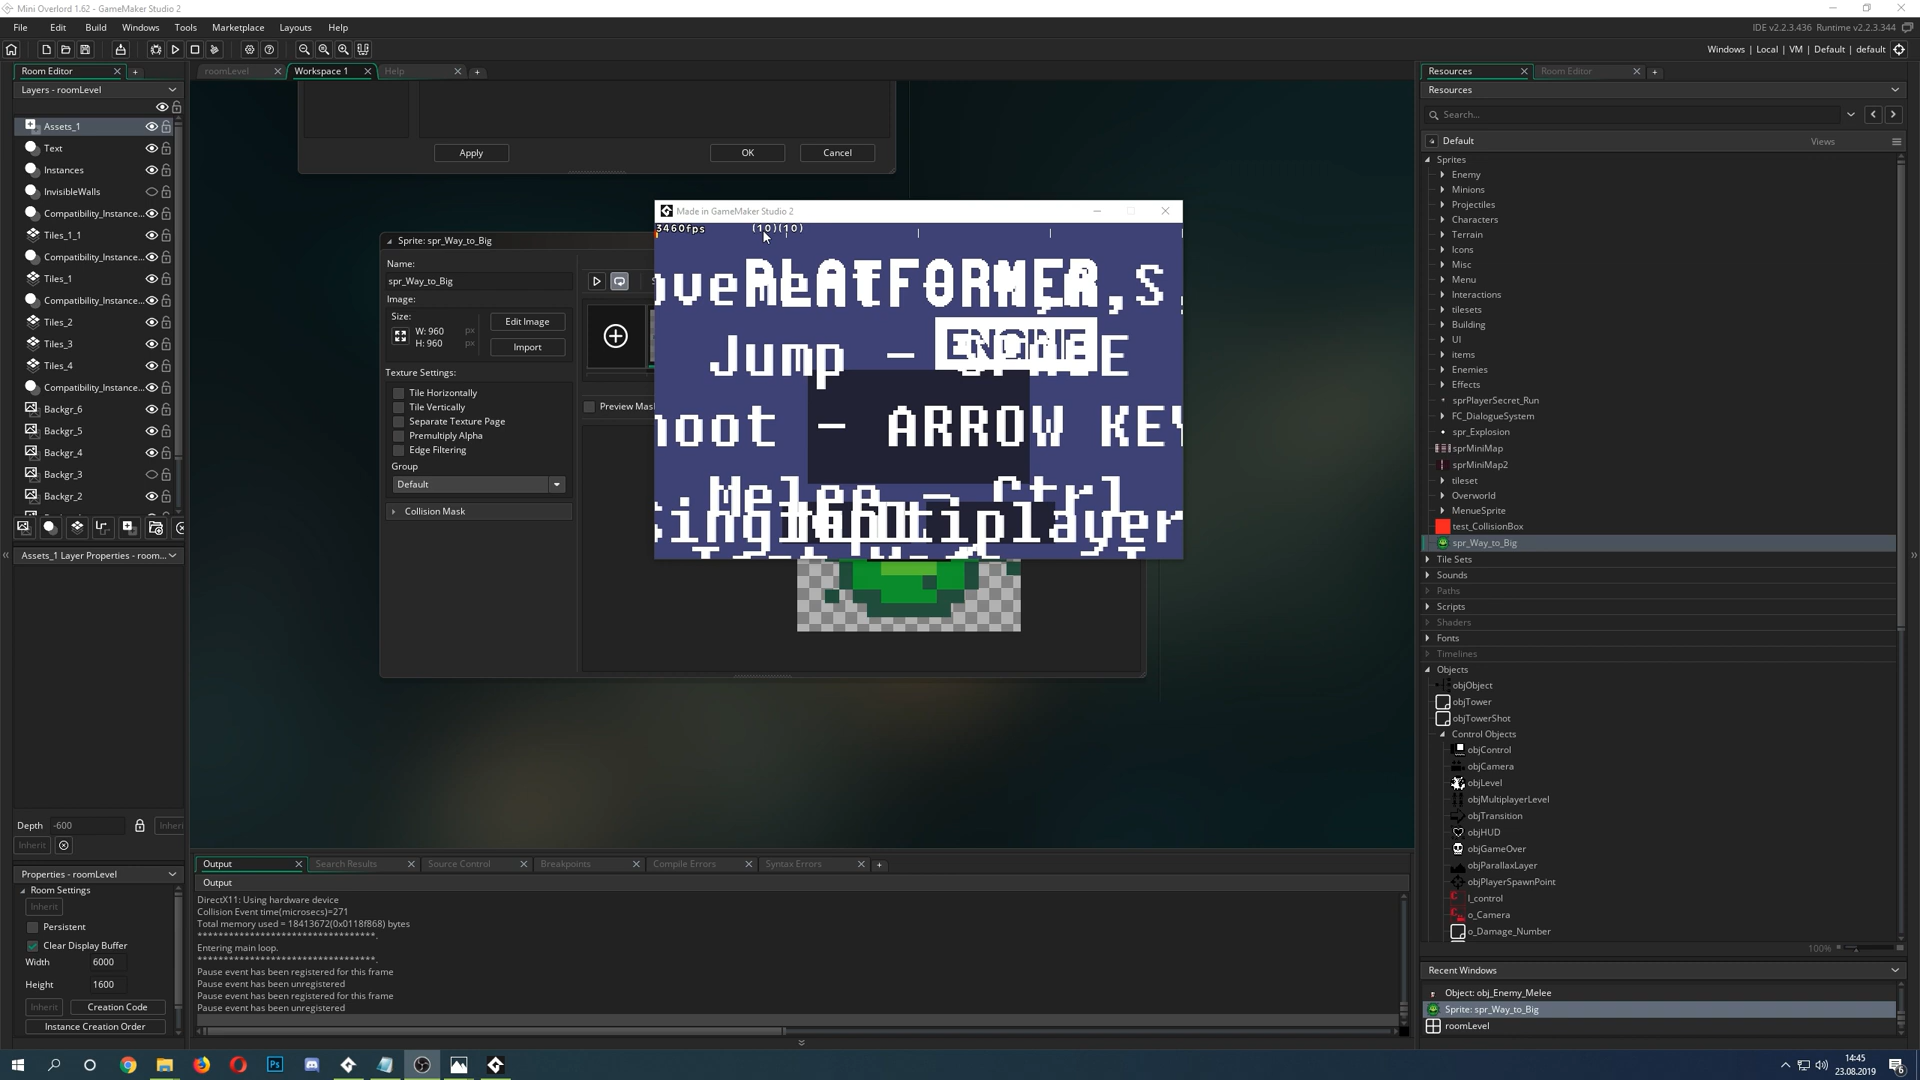 Mini Overlord 1.62 - GameMaker Studio 2
File Edit Build Windows Tools Marketplace Layouts Help
IDE v2.2.3.436 Runtime v2.2.3.344
Windows | Local | VM | Default | default
Room Editor
Layers - roomLevel
Assets_1
Text
Instances
InvisibleWalls
Compatibility_Instance...
Tiles_1_1
Compatibility_Instance...
Tiles_1
Compatibility_Instance...
Tiles_2
Tiles_3
Tiles_4
Compatibility_Instance...
Backgr_6
Backgr_5
Backgr_4
Backgr_3
Backgr_2
Assets_1 Layer Properties - room...
Depth -600 Inheri
Inherit
Properties - roomLevel
Room Settings
Inherit
Persistent
Clear Display Buffer
Width 6000
Height 1600
Inherit Creation Code
Instance Creation Order
roomLevel Workspace 1 Help
Apply OK Cancel
Sprite: spr_Way_to_Big
Name:
spr_Way_to_Big
Image:
Size:
W: 960 px
H: 960 px
Edit Image
Import
Texture Settings:
Tile Horizontally
Tile Vertically
Separate Texture Page
Premultiply Alpha
Edge Filtering
Group
Default
Collision Mask
Preview Mas
Made in GameMaker Studio 2
3460fps (10)(10)
PLATFORMER
Jump -
ENGINE
hoot - ARROW KEY
Melee - Ctrl
Output Search Results Source Control Breakpoints Compile Errors Syntax Errors
Output
DirectX11: Using hardware device
Collision Event time(microsecs)=271
Total memory used = 18413672(0x0118f868) bytes
**********************************.
Entering main loop.
**********************************.
Pause event has been registered for this frame
Pause event has been unregistered
Pause event has been registered for this frame
Pause event has been unregistered
Resources Room Editor
Resources
Search...
Default Views
Sprites
Enemy
Minions
Projectiles
Characters
Terrain
Icons
Misc
Menu
Interactions
tilesets
Building
UI
items
Enemies
Effects
sprPlayerSecret_Run
FC_DialogueSystem
spr_Explosion
sprMiniMap
sprMiniMap2
tileset
Overworld
MenueSprite
test_CollisionBox
spr_Way_to_Big
Tile Sets
Sounds
Paths
Scripts
Shaders
Fonts
Timelines
Objects
objObject
objTower
objTowerShot
Control Objects
objControl
objCamera
objLevel
objMultiplayerLevel
objTransition
objHUD
objGameOver
objParallaxLayer
objPlayerSpawnPoint
l_control
o_Camera
o_Damage_Number
100%
Recent Windows
Object: obj_Enemy_Melee
Sprite: spr_Way_to_Big
roomLevel
14:45
23.08.2019